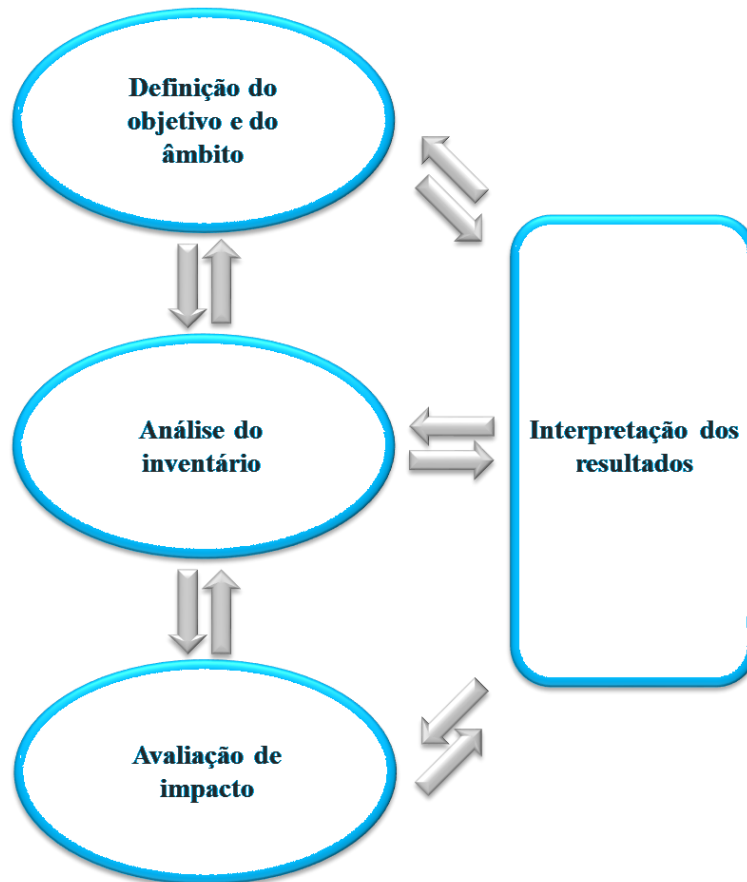 Definição do
objetivo e do
âmbito
Análise do
inventário
Interpretação dos
resultados
Avaliação de
impacto